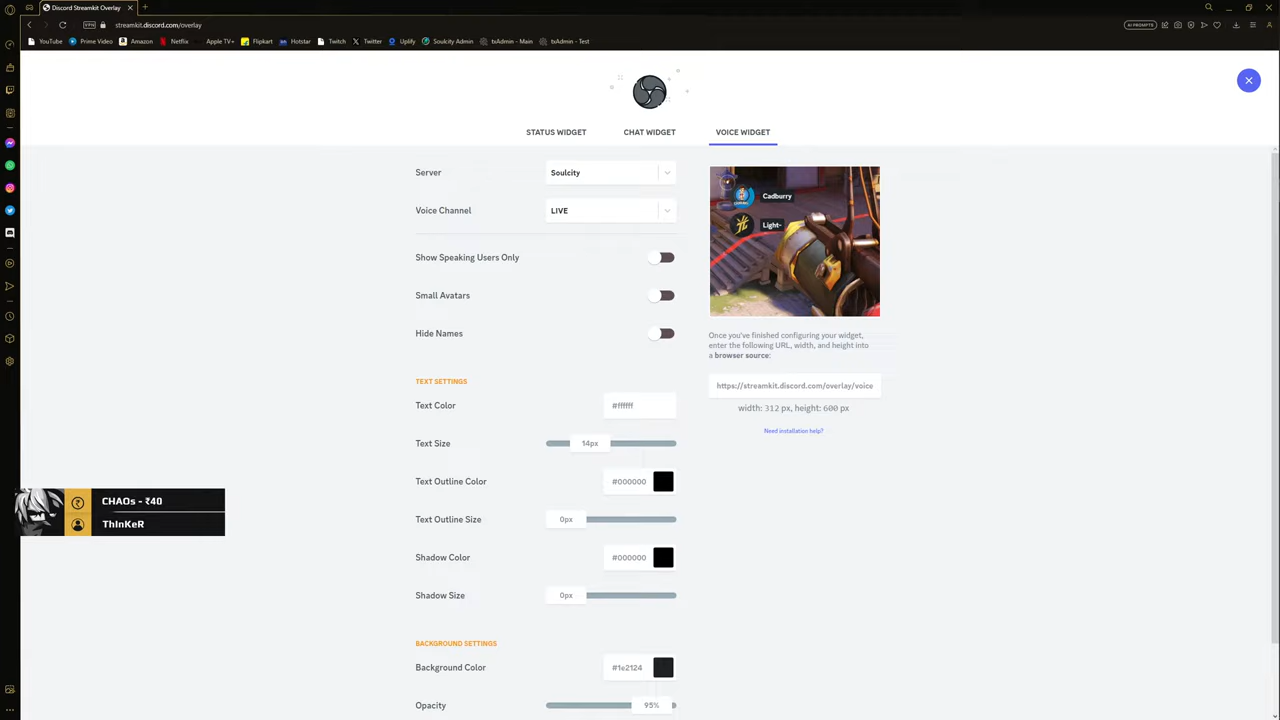 Discord Streamkit Overlay
VPN
streamkit.discord.com/overlay
AI PROMPTS
YouTube
Prime Video
Amazon
Netflix
Apple TV+
Flipkart
Hotstar
Twitch
Twitter
Uplify
Soulcity Admin
txAdmin - Main
txAdmin - Test
STATUS WIDGET
CHAT WIDGET
VOICE WIDGET
Server
Soulcity
Voice Channel
LIVE
Show Speaking Users Only
Small Avatars
Hide Names
TEXT SETTINGS
Text Color
#ffffff
Text Size
14px
Text Outline Color
#000000
Text Outline Size
0px
Shadow Color
#000000
Shadow Size
0px
BACKGROUND SETTINGS
Background Color
#1e2124
Opacity
95%
Cadburry
Light~
Once you've finished configuring your widget,
enter the following URL, width, and height into
a browser source:
https://streamkit.discord.com/overlay/voice
width: 312 px, height: 600 px
Need installation help?
CHAOs - ₹40
ThInKeR